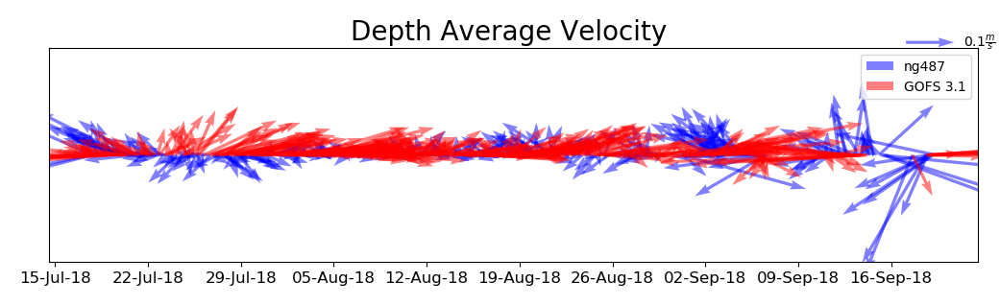 Depth Average Velocity
0.1 m/s
ng487
GOFS 3.1
15-Jul-18 22-Jul-18 29-Jul-18 05-Aug-18 12-Aug-18 19-Aug-18 26-Aug-18 02-Sep-18 09-Sep-18 16-Sep-18